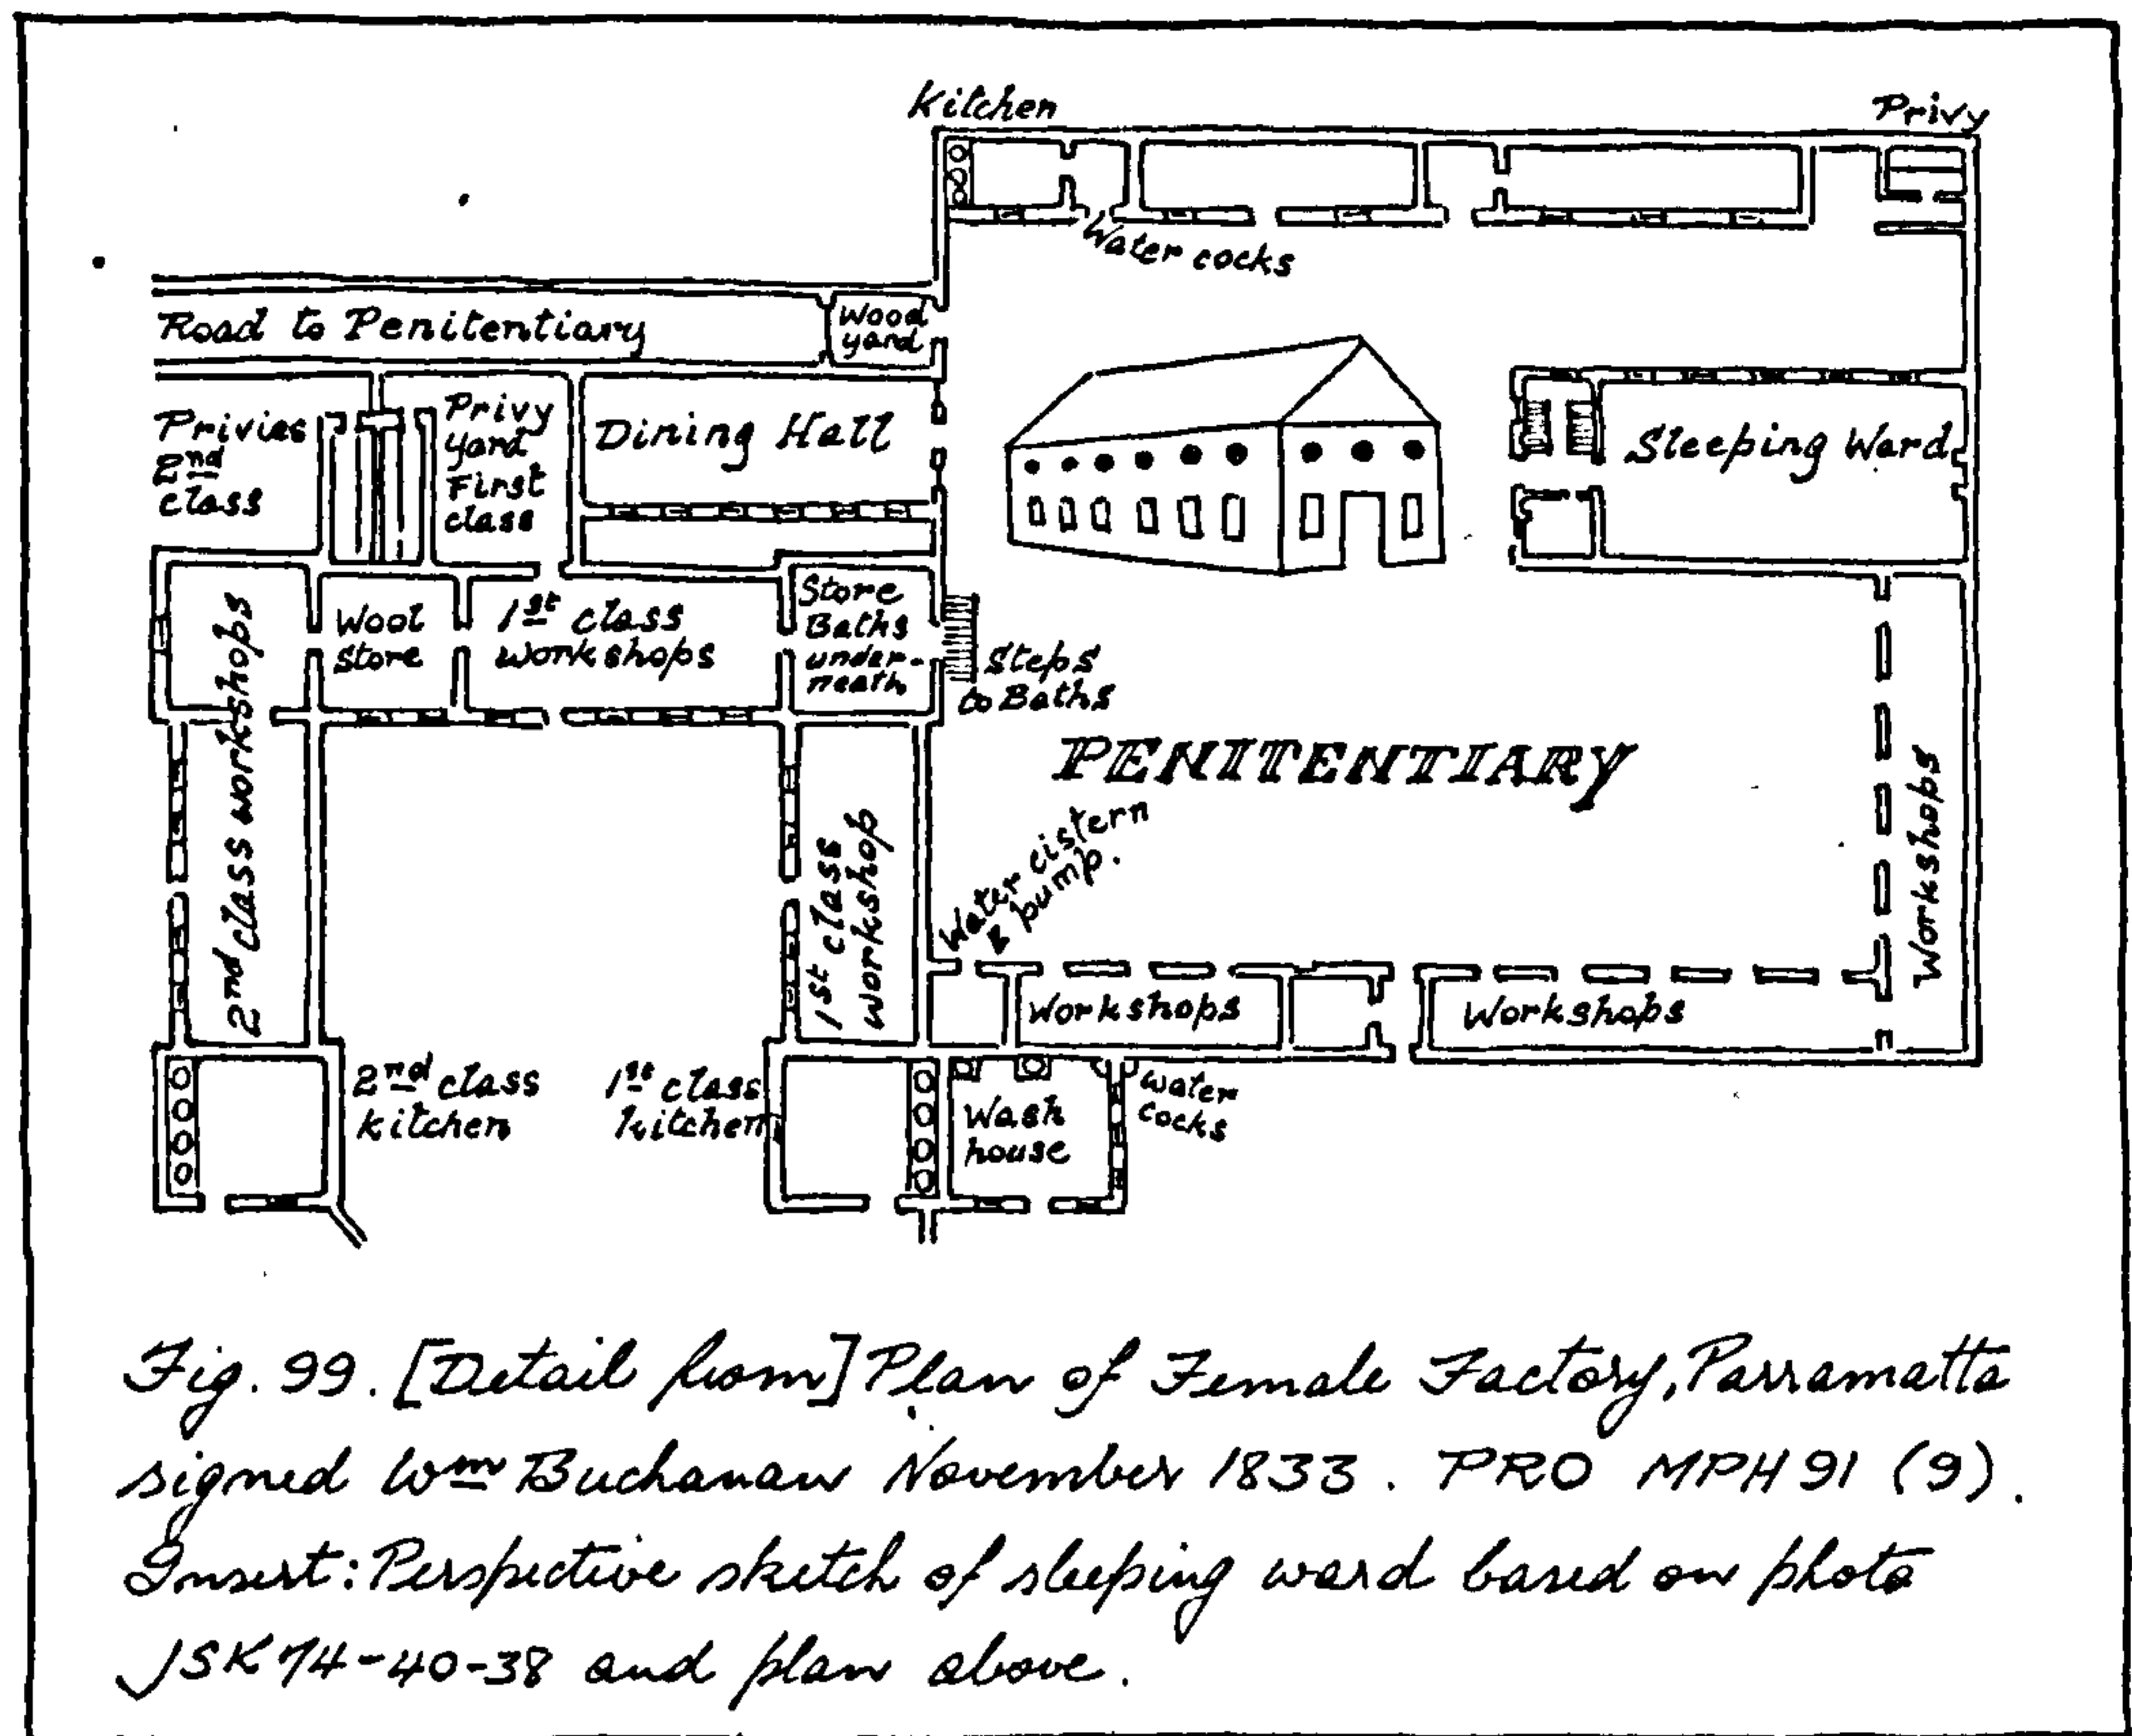 Kitchen
Privy
Water cocks
Road to Penitentiary
Wood
yard
Privies
2nd
class
Privy
yard
First
class
Dining Hall
Sleeping Ward
2nd class workshops
Wool
store
1st class
workshops
Store
Baths
under-
neath
Steps
to Baths
PENITENTIARY
Water cistern
pump.
1st class
workshop
Workshops
Workshops
Workshops
2nd class
kitchen
1st class
kitchen
Wash
house
Water
cocks
Fig. 99. [Detail from] Plan of Female Factory, Parramatta
signed Wm Buchanan November 1833. PRO MPH 91 (9).
Insert: Perspective sketch of sleeping ward based on photo
JSK74-40-38 and plan above.